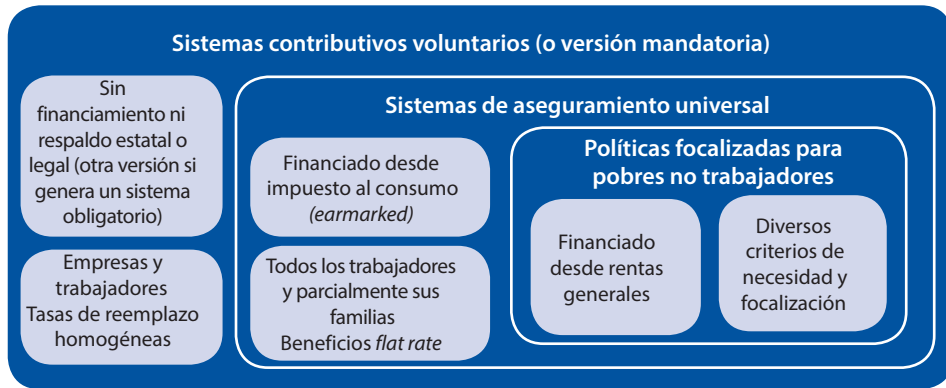 Sistemas contributivos voluntarios (o versión mandatoria)
Sin
financiamiento ni
respaldo estatal o
legal (otra versión si
genera un sistema
obligatorio)
Empresas y
trabajadores
Tasas de reemplazo
homogéneas
Sistemas de aseguramiento universal
Financiado desde
impuesto al consumo
(earmarked)
Todos los trabajadores
y parcialmente sus
familias
Beneficios flat rate
Políticas focalizadas para
pobres no trabajadores
Financiado
desde rentas
generales
Diversos
criterios de
necesidad y
focalización